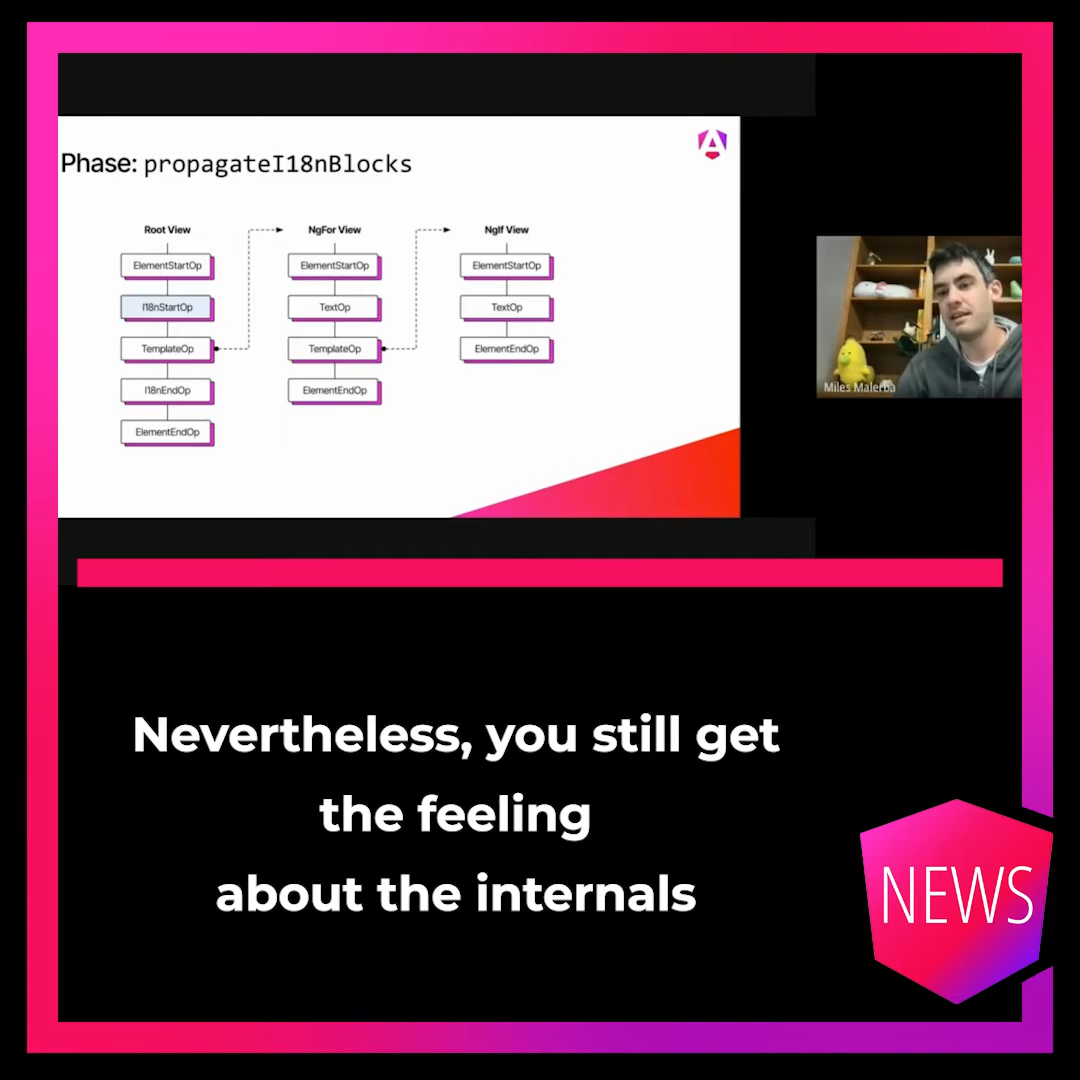 Phase: propagateI18nBlocks
Root View
ElementStartOp
I18nStartOp
TemplateOp
I18nEndOp
ElementEndOp
NgFor View
ElementStartOp
TextOp
TemplateOp
ElementEndOp
NgIf View
ElementStartOp
TextOp
ElementEndOp
Miles Malerba
Nevertheless, you still get
the feeling
about the internals
NEWS